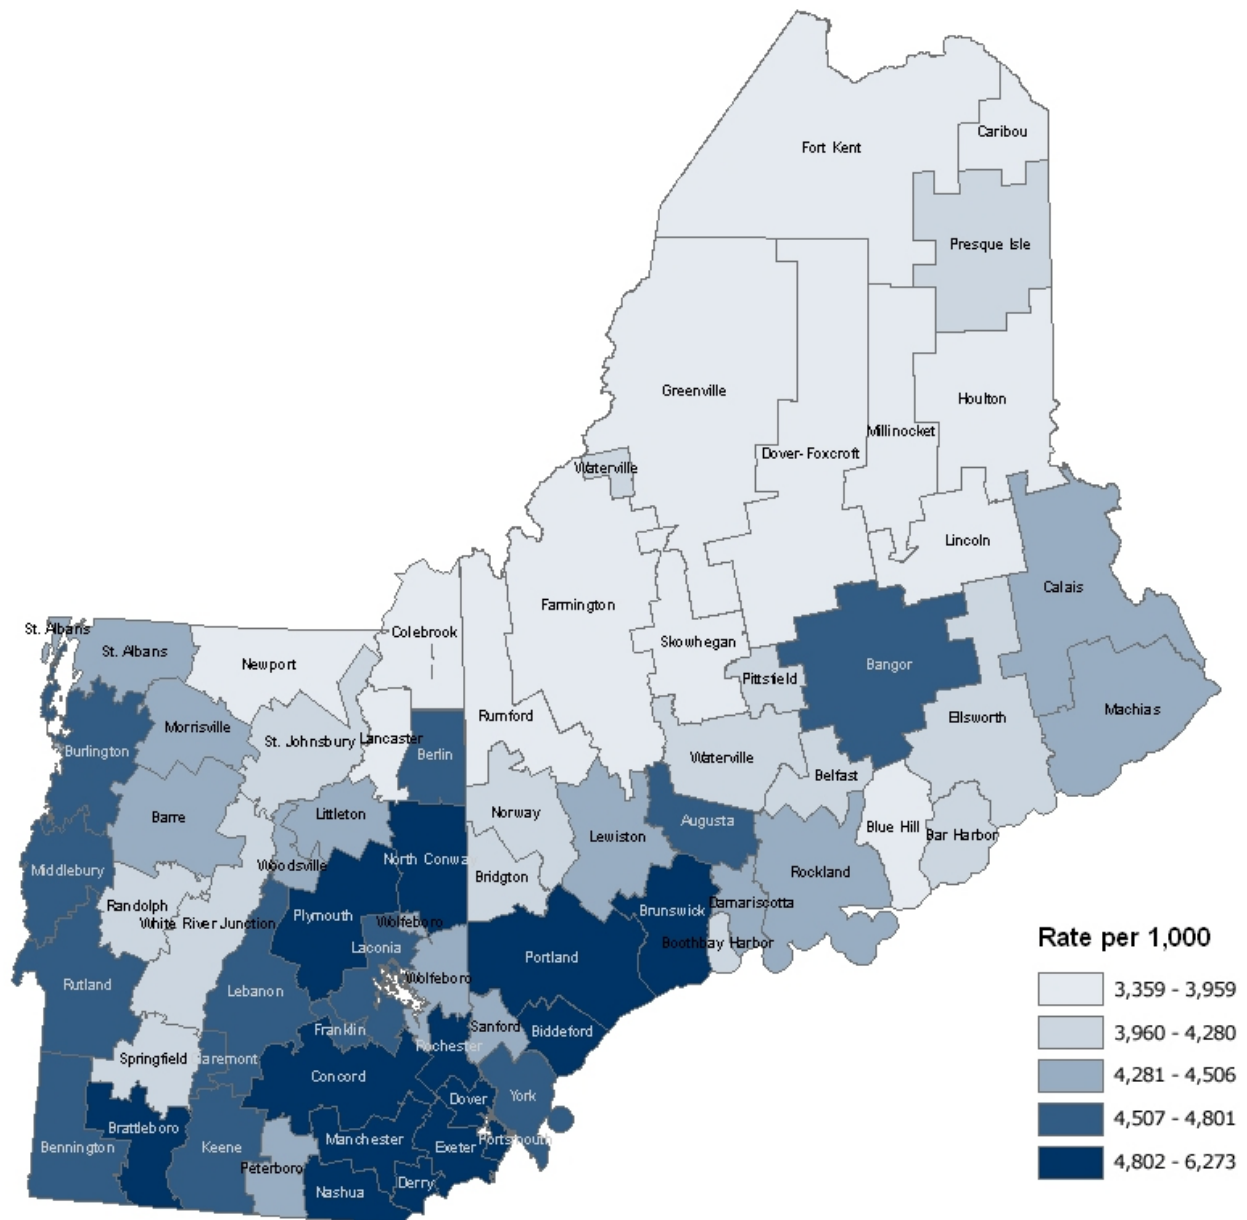 Fort Kent
Caribou
Presque Isle
Greenville
Houlton
Millinocket
Dover-Foxcroft
Waterville
Lincoln
Calais
Farmington
Colebrook
St. Albans
St. Albans
Newport
Skowhegan
Bangor
Pittsfield
Machias
Rumford
Ellsworth
Morrisville
St. Johnsbury
Lancaster
Burlington
Berlin
Waterville
Belfast
Barre
Littleton
Norway
Augusta
Blue Hill
Bar Harbor
Lewiston
North Conwa
Woodsville
Middlebury
Rockland
Bridgton
Randolph
Damariscotta
Brunswick
Plymouth
Wolfeboro
White River Junction
Laconia
Boothbay Harbor
Portland
Wolfeboro
Rutland
Lebanon
Franklin
Sanford
Biddeford
Rochester
Springfield
laremont
Concord
York
Dover
Brattleboro
Manchester
Portsmouth
Bennington
Keene
Exeter
Peterboro
Derry
Nashua
Rate per 1,000
3,359 - 3,959
3,960 - 4,280
4,281 - 4,506
4,507 - 4,801
4,802 - 6,273